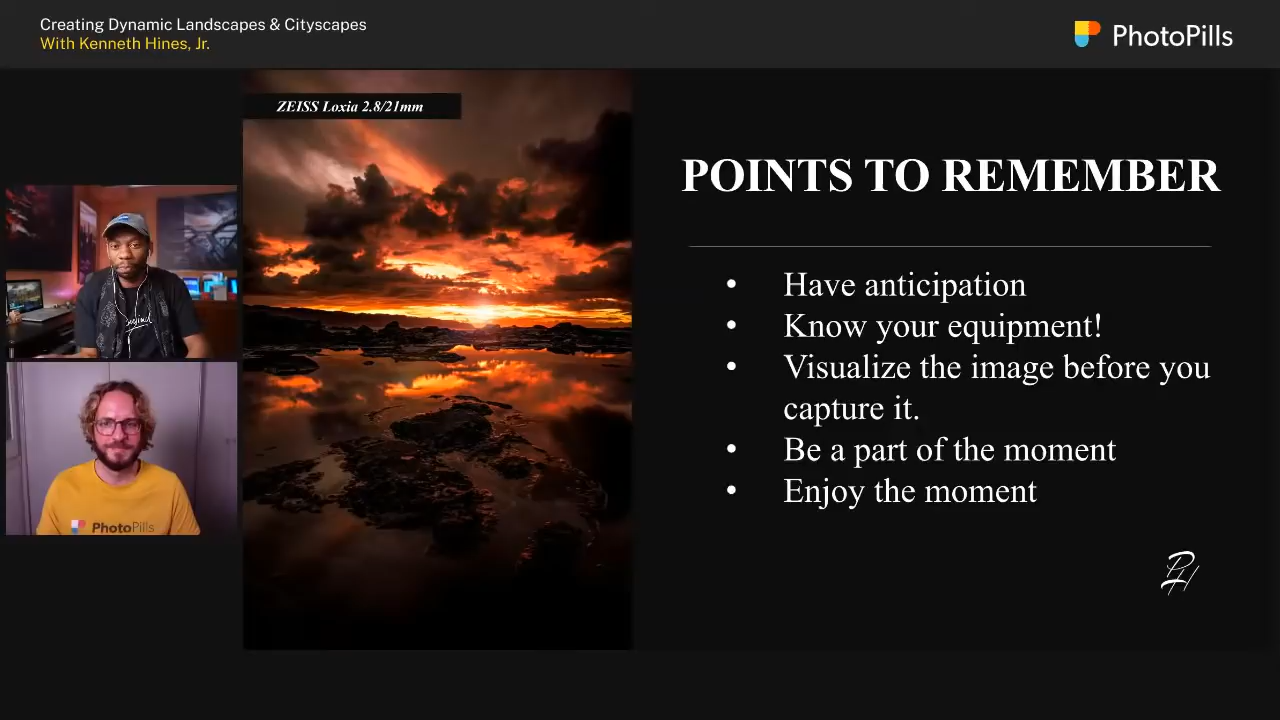 Creating Dynamic Landscapes & Cityscapes
With Kenneth Hines, Jr.
PhotoPills
ZEISS Loxia 2.8/21mm
POINTS TO REMEMBER
• Have anticipation
• Know your equipment!
• Visualize the image before you
capture it.
• Be a part of the moment
• Enjoy the moment
PhotoPills